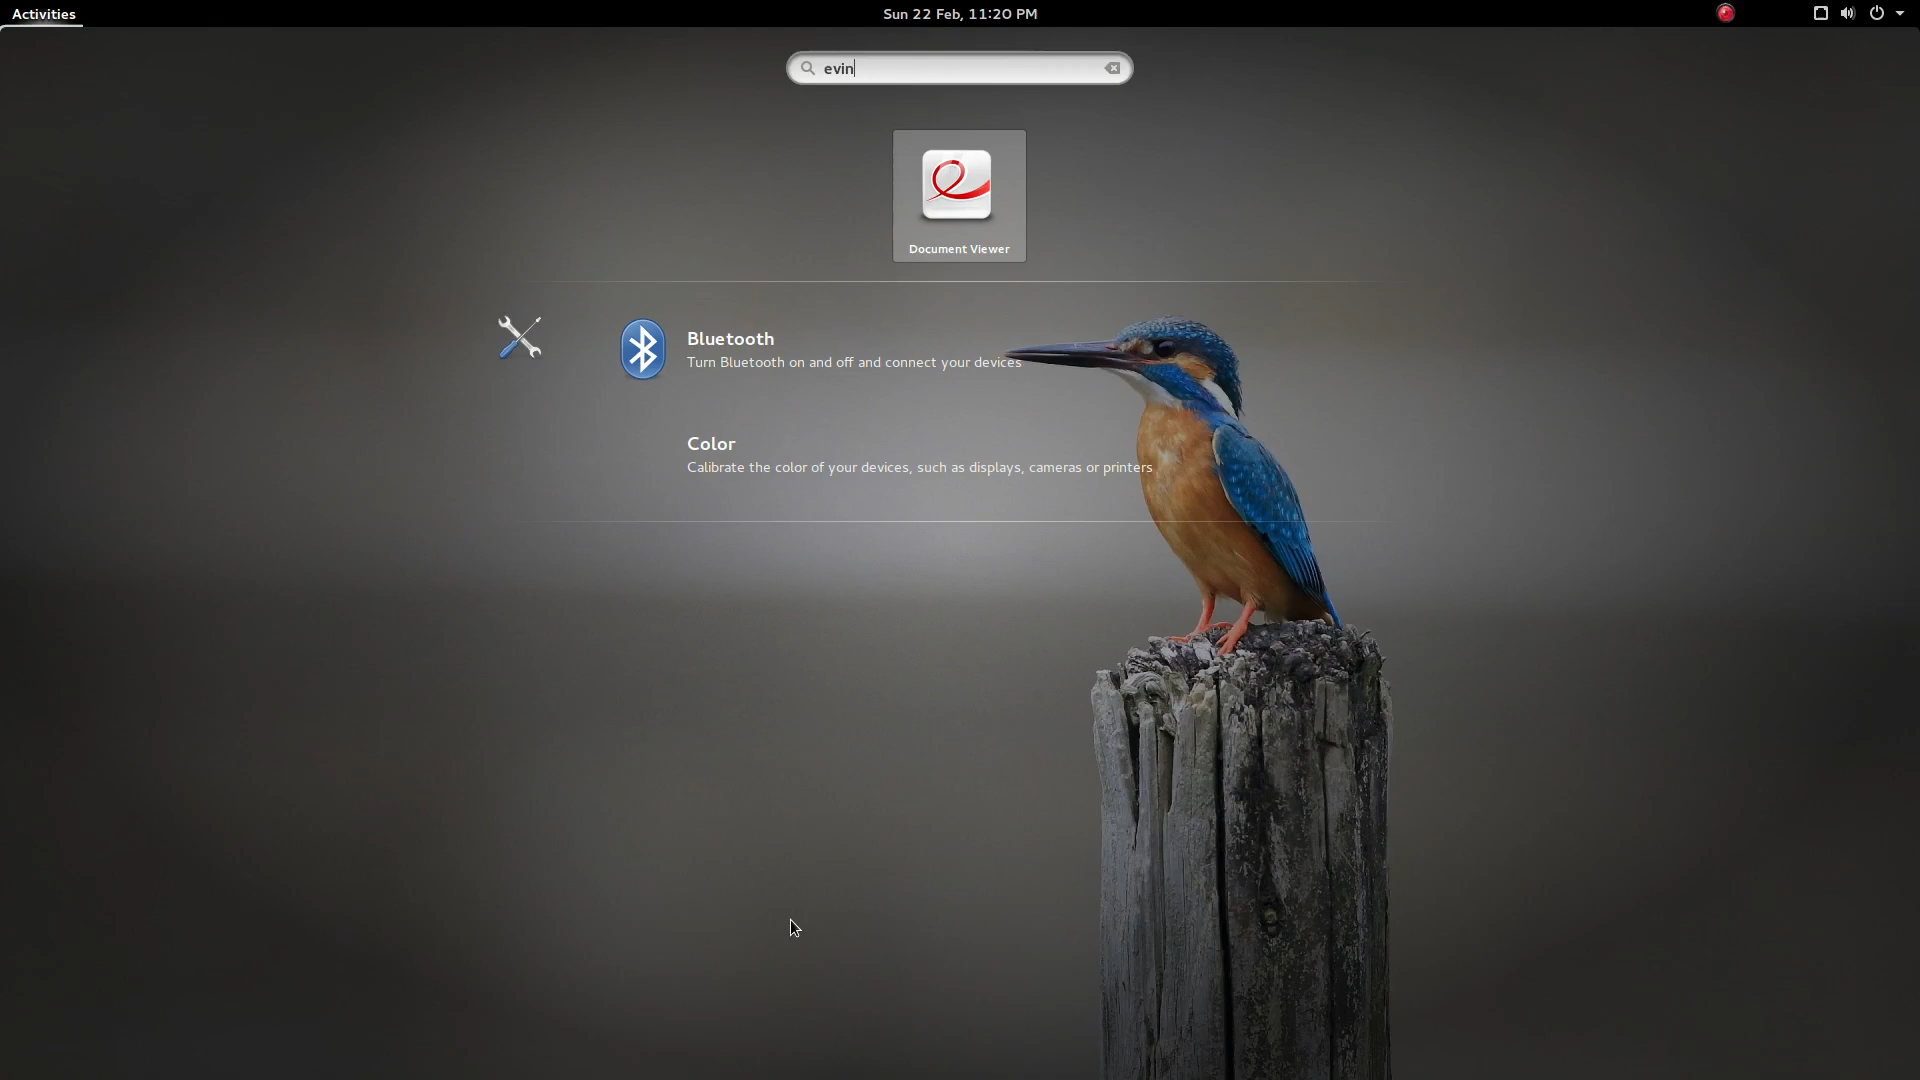 Activities
Sun 22 Feb, 11:20 PM
evin
Document Viewer
Bluetooth
Turn Bluetooth on and off and connect your devices
Color
Calibrate the color of your devices, such as displays, cameras or printers